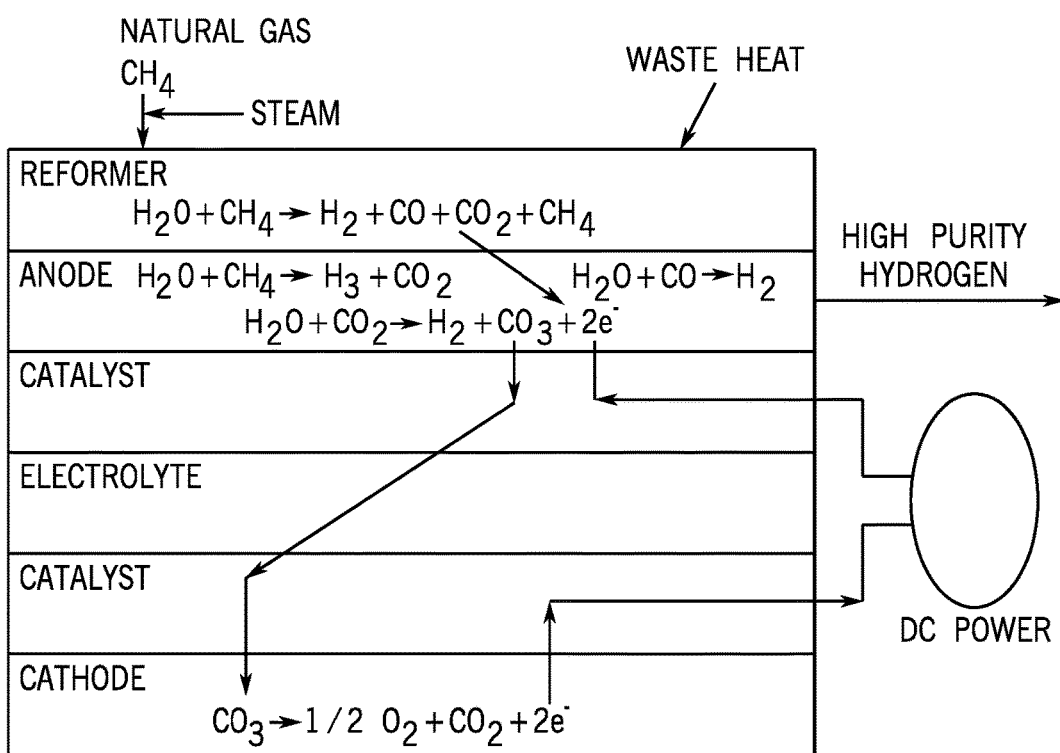 NATURAL GAS
CH₄
STEAM
WASTE HEAT
REFORMER
H₂O+CH₄→H₂+CO+CO₂+CH₄
ANODE H₂O+CH₄→H₃+CO₂ H₂O+CO→H₂
H₂O+CO₂→H₂+CO₃+2e⁻
HIGH PURITY
HYDROGEN
CATALYST
ELECTROLYTE
CATALYST
DC POWER
CATHODE
CO₃→1/2 O₂+CO₂+2e⁻